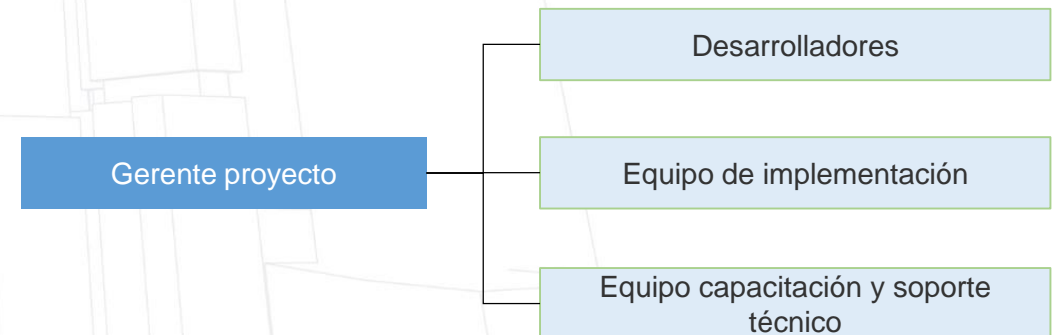 Desarrolladores
Gerente proyecto
Equipo de implementación
Equipo capacitación y soporte
técnico